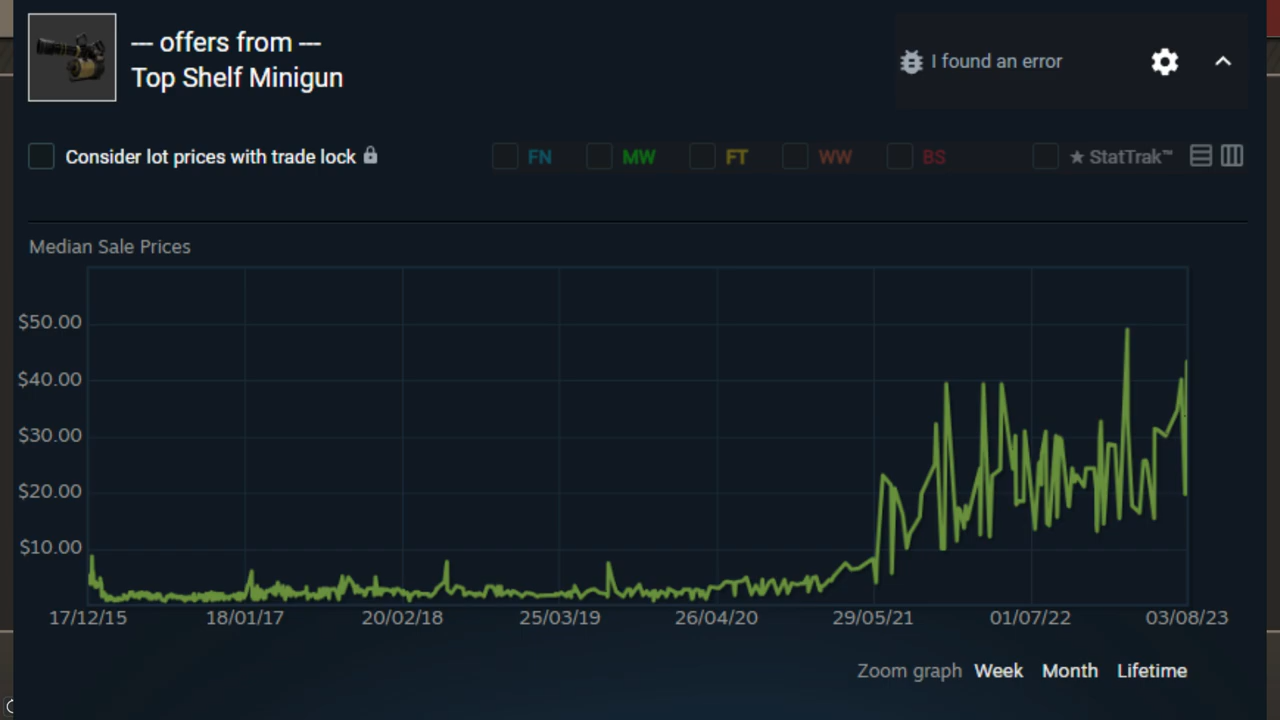 --- offers from ---
Top Shelf Minigun
I found an error
Consider lot prices with trade lock
FN MW FT WW BS ★ StatTrak™
Median Sale Prices
$50.00
$40.00
$30.00
$20.00
$10.00
17/12/15 18/01/17 20/02/18 25/03/19 26/04/20 29/05/21 01/07/22 03/08/23
Zoom graph Week Month Lifetime